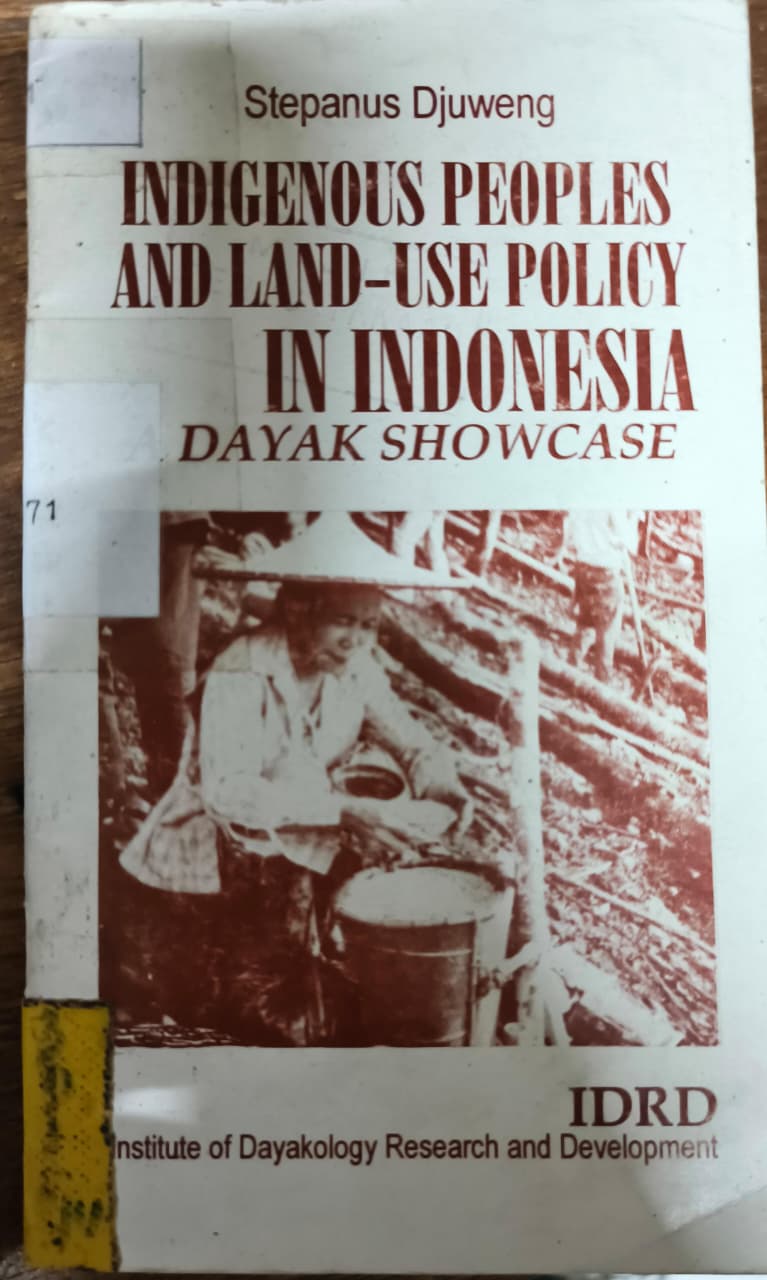 Stepanus Djuweng
INDIGENOUS PEOPLES
AND LAND-USE POLICY
IN INDONESIA
A DAYAK SHOWCASE
71
IDRD
nstitute of Dayakology Research and Development